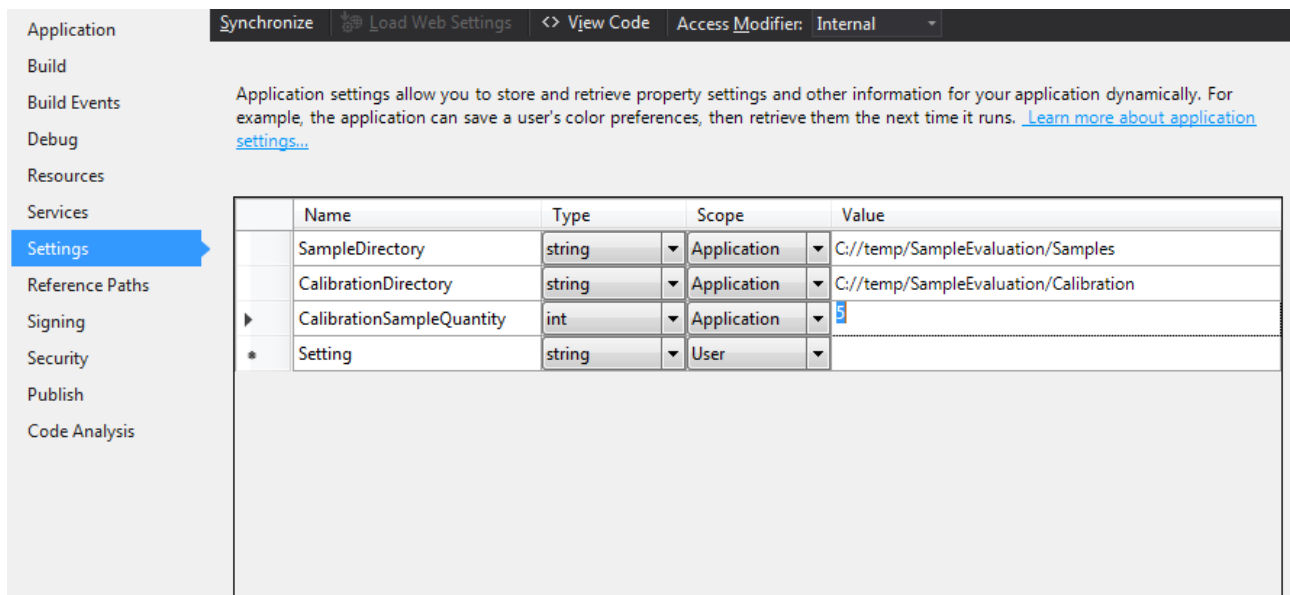 Synchronize Load Web Settings <> View Code Access Modifier: Internal
Application
Build
Build Events
Debug
Resources
Services
Settings
Reference Paths
Signing
Security
Publish
Code Analysis
Application settings allow you to store and retrieve property settings and other information for your application dynamically. For
example, the application can save a user's color preferences, then retrieve them the next time it runs. Learn more about application
settings...
Name Type Scope Value
SampleDirectory string Application C://temp/SampleEvaluation/Samples
CalibrationDirectory string Application C://temp/SampleEvaluation/Calibration
CalibrationSampleQuantity int Application 5
Setting string User